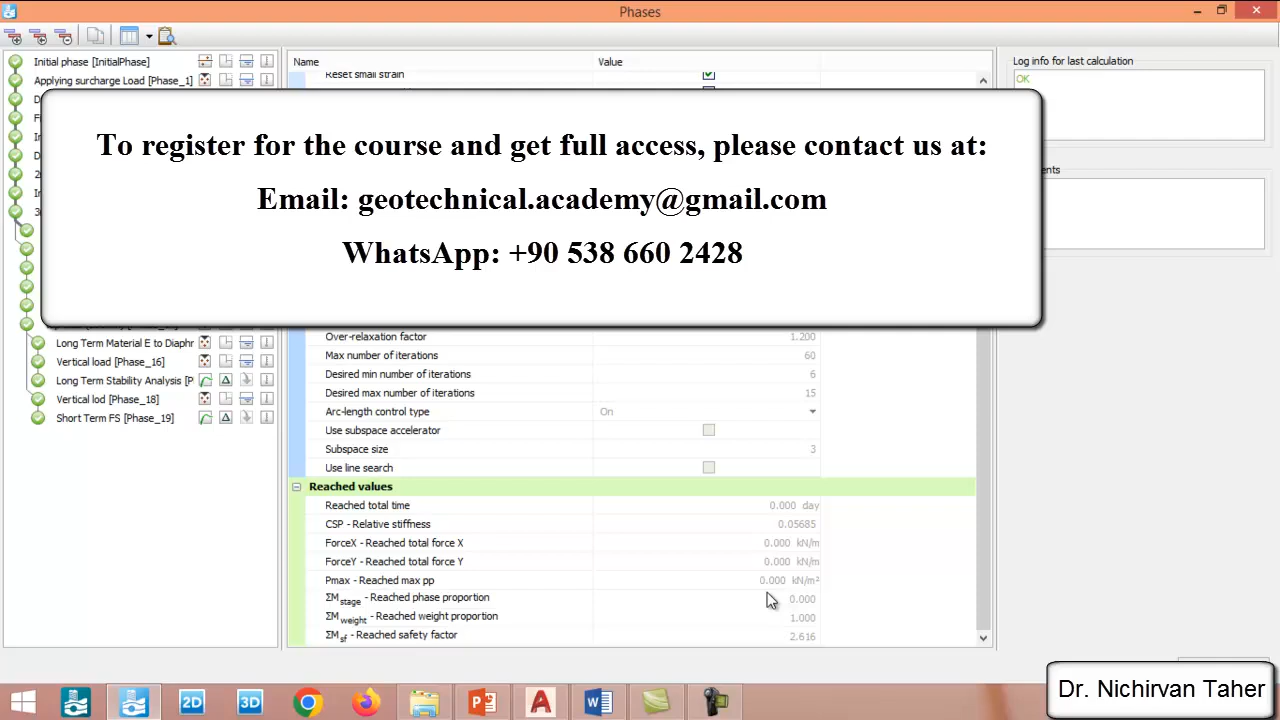 Phases
Initial phase [InitialPhase]
Applying surcharge Load [Phase_1]
Name
Value
Reset small strain
Log info for last calculation
OK
To register for the course and get full access, please contact us at:
Email: geotechnical.academy@gmail.com
WhatsApp: +90 538 660 2428
Long Term Material E to Diaphr
Vertical load [Phase_16]
Long Term Stability Analysis [P
Vertical lod [Phase_18]
Short Term FS [Phase_19]
Over-relaxation factor 1.200
Max number of iterations 60
Desired min number of iterations 6
Desired max number of iterations 15
Arc-length control type On
Use subspace accelerator
Subspace size 3
Use line search
Reached values
Reached total time 0.000 day
CSP - Relative stiffness 0.05685
ForceX - Reached total force X 0.000 kN/m
ForceY - Reached total force Y 0.000 kN/m
Pmax - Reached max pp 0.000 kN/m²
ΣMstage - Reached phase proportion 0.000
ΣMweight - Reached weight proportion 1.000
ΣMsf - Reached safety factor 2.616
2D
3D
Dr. Nichirvan Taher